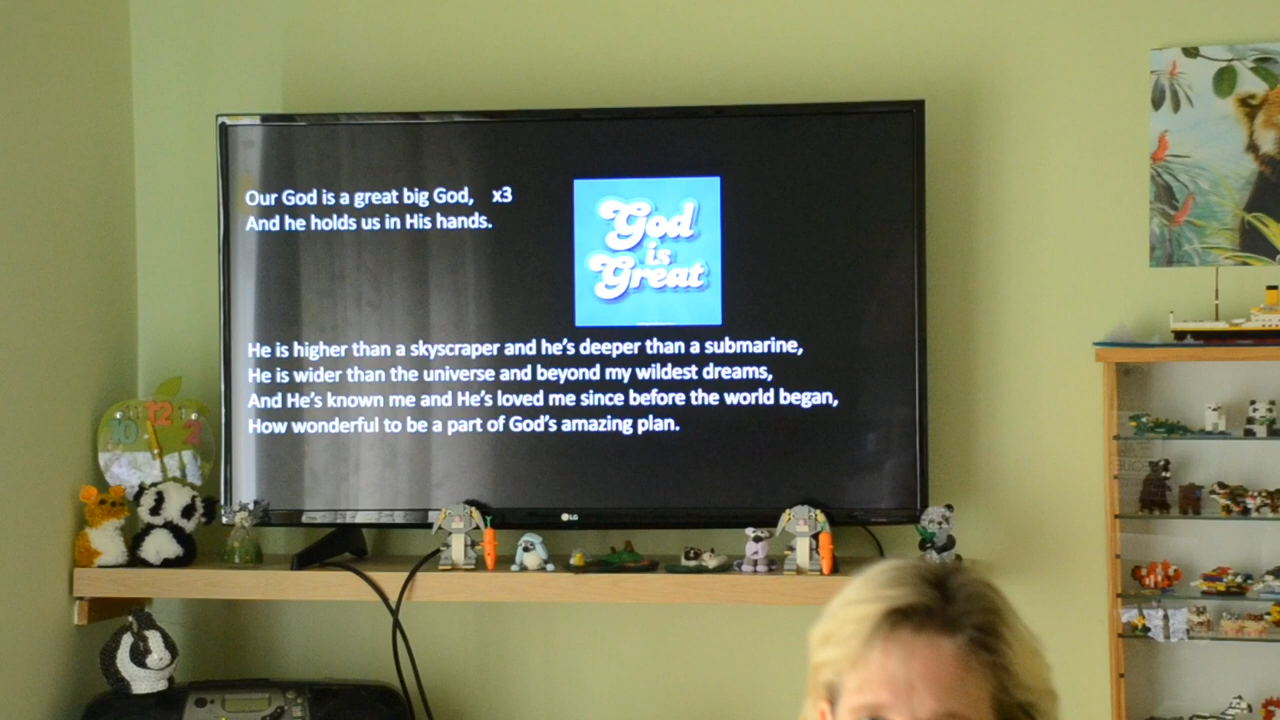 Our God is a great big God, x3
And he holds us in His hands.
God
is
Great
He is higher than a skyscraper and he's deeper than a submarine,
He is wider than the universe and beyond my wildest dreams,
And He's known me and He's loved me since before the world began,
How wonderful to be a part of God's amazing plan.
12
10
2
LG